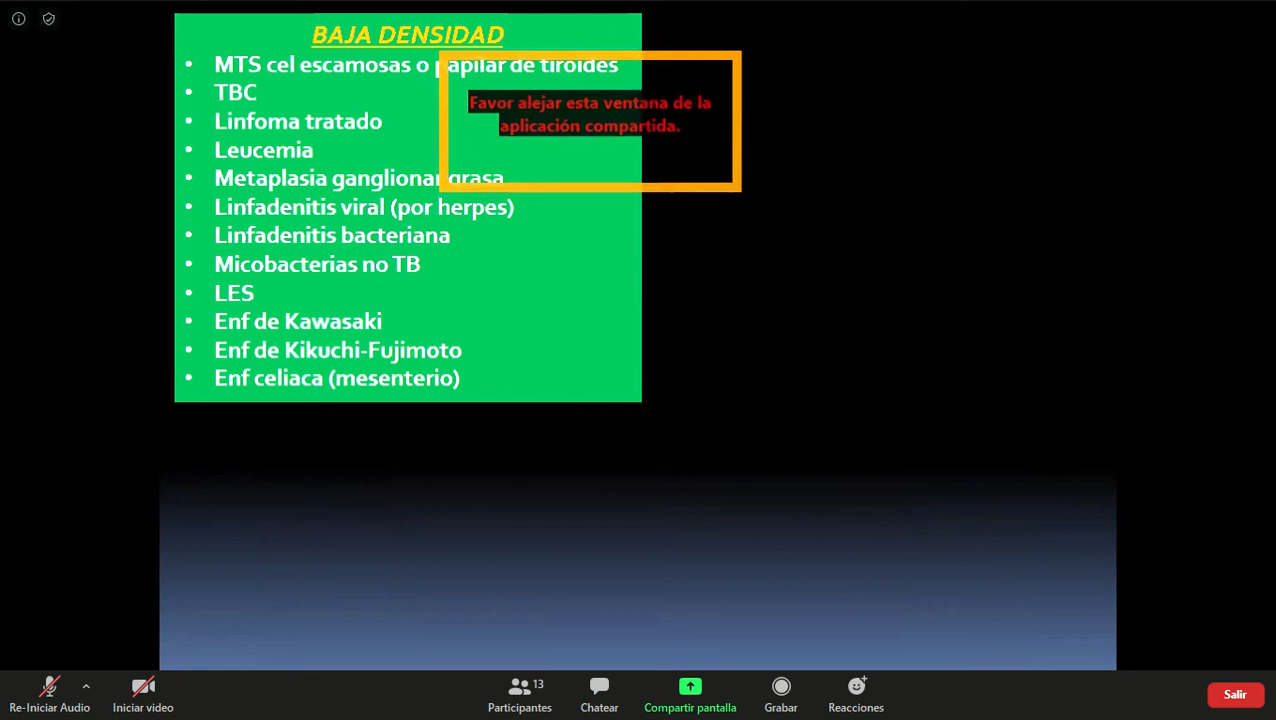 BAJA DENSIDAD
• MTS cel escamosas o papilar de tiroides
• TBC
• Linfoma tratado
• Leucemia
• Metaplasia ganglionar grasa
• Linfadenitis viral (por herpes)
• Linfadenitis bacteriana
• Micobacterias no TB
• LES
• Enf de Kawasaki
• Enf de Kikuchi-Fujimoto
• Enf celiaca (mesenterio)
Favor alejar esta ventana de la
aplicación compartida.
13
Re-Iniciar Audio
Iniciar video
Participantes
Chatear
Compartir pantalla
Grabar
Reacciones
Salir